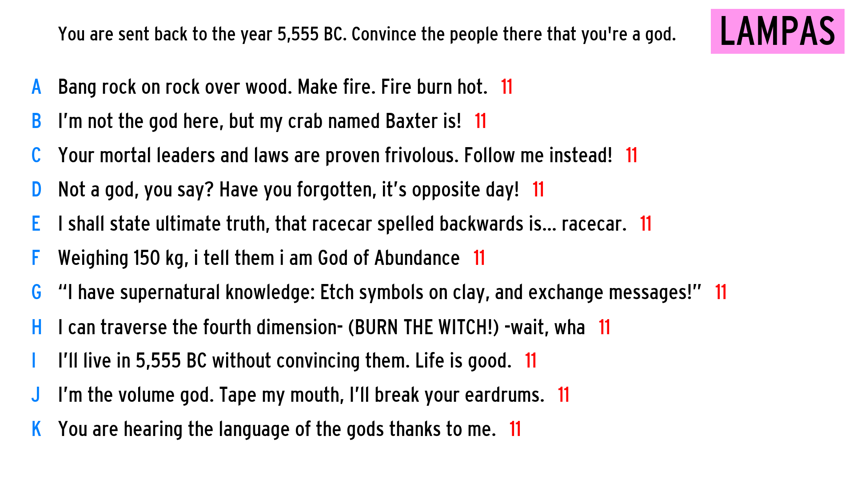 You are sent back to the year 5,555 BC. Convince the people there that you're a god.
LAMPAS
A Bang rock on rock over wood. Make fire. Fire burn hot. 11
B I'm not the god here, but my crab named Baxter is! 11
C Your mortal leaders and laws are proven frivolous. Follow me instead! 11
D Not a god, you say? Have you forgotten, it's opposite day! 11
E I shall state ultimate truth, that racecar spelled backwards is... racecar. 11
F Weighing 150 kg, i tell them i am God of Abundance 11
G “I have supernatural knowledge: Etch symbols on clay, and exchange messages!” 11
H I can traverse the fourth dimension- (BURN THE WITCH!) -wait, wha 11
I I'll live in 5,555 BC without convincing them. Life is good. 11
J I'm the volume god. Tape my mouth, I'll break your eardrums. 11
K You are hearing the language of the gods thanks to me. 11